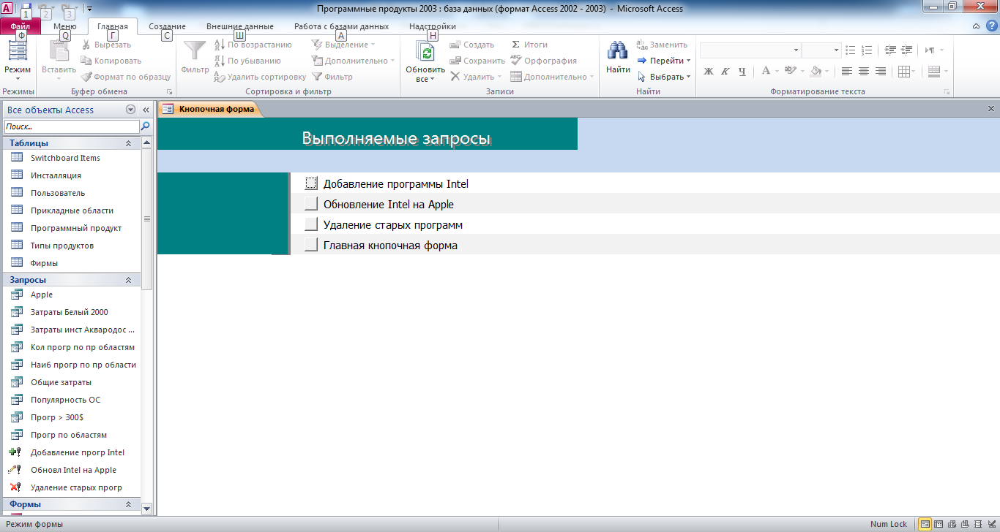 Программные продукты 2003 : база данных (формат Access 2002 - 2003) - Microsoft Access
1 2 3
Файл Меню Главная Создание Внешние данные Работа с базами данных Надстройки
Ф Q Г С Ш А Н
Режим
Режимы
Вставить
Вырезать
Копировать
Формат по образцу
Буфер обмена
Фильтр
По возрастанию
По убыванию
Удалить сортировку
Выделение
Дополнительно
Фильтр
Сортировка и фильтр
Обновить
все
Создать
Сохранить
Удалить
Итоги
Орфография
Дополнительно
Записи
Найти
Заменить
Перейти
Выбрать
Найти
Ж К Ч А
Форматирование текста
Все объекты Access
Поиск...
Таблицы
Switchboard Items
Инсталляция
Пользователь
Прикладные области
Программный продукт
Типы продуктов
Фирмы
Запросы
Apple
Затраты Белый 2000
Затраты инст Аквародос ...
Кол прогр по пр областям
Наиб прогр по пр области
Общие затраты
Популярность ОС
Прогр > 300$
Прогр по областям
Добавление прогр Intel
Обновл Intel на Apple
Удаление старых прогр
Формы
Кнопочная форма
Выполняемые запросы
Добавление программы Intel
Обновление Intel на Apple
Удаление старых программ
Главная кнопочная форма
Режим формы
Num Lock